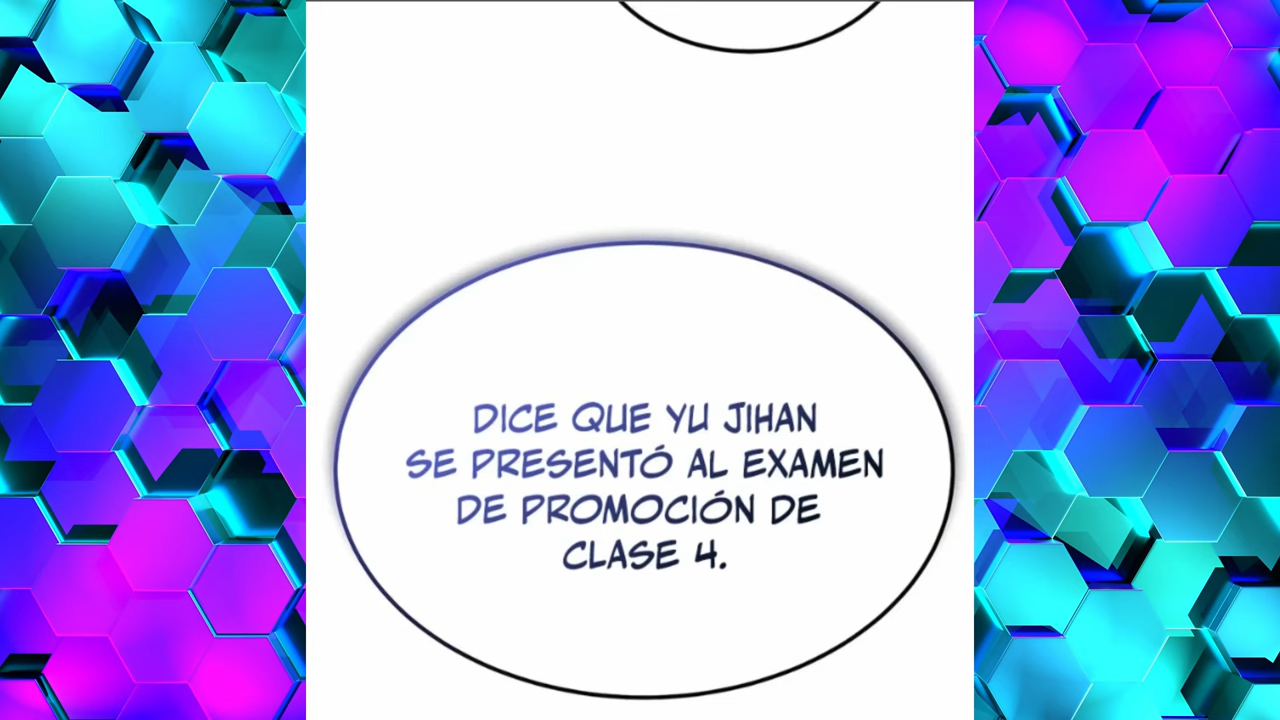 DICE QUE YU JIHAN
SE PRESENTÓ AL EXAMEN
DE PROMOCIÓN DE
CLASE 4.